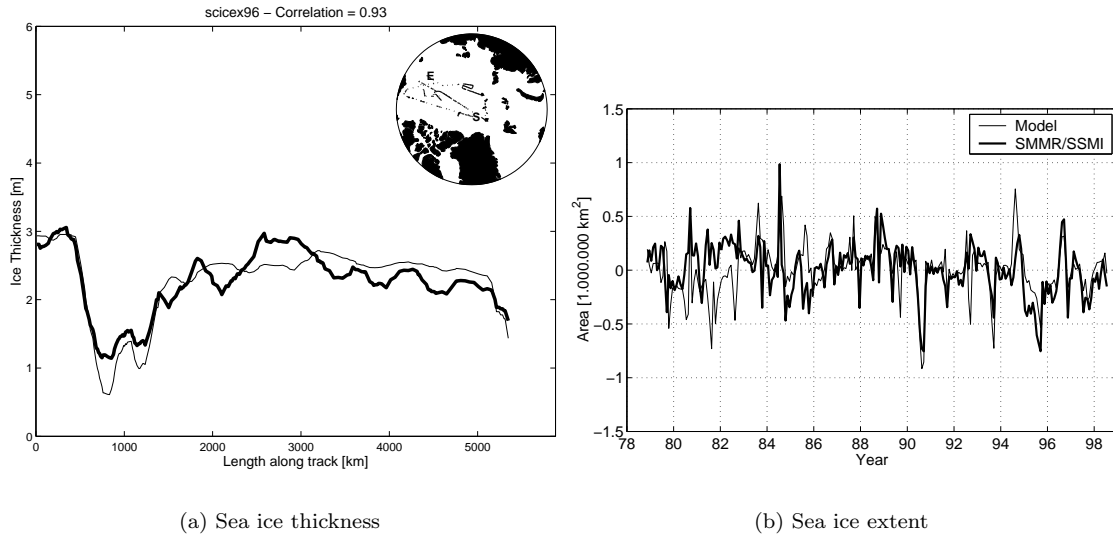 scicex96 – Correlation = 0.93
6
5
4
3
2
1
0
Ice Thickness [m]
E
S
0 1000 2000 3000 4000 5000
Length along track [km]
(a) Sea ice thickness
1.5
1
0.5
0
−0.5
−1
−1.5
Area [1.000.000 km²]
Model
SMMR/SSMI
78 80 82 84 86 88 90 92 94 96 98
Year
(b) Sea ice extent